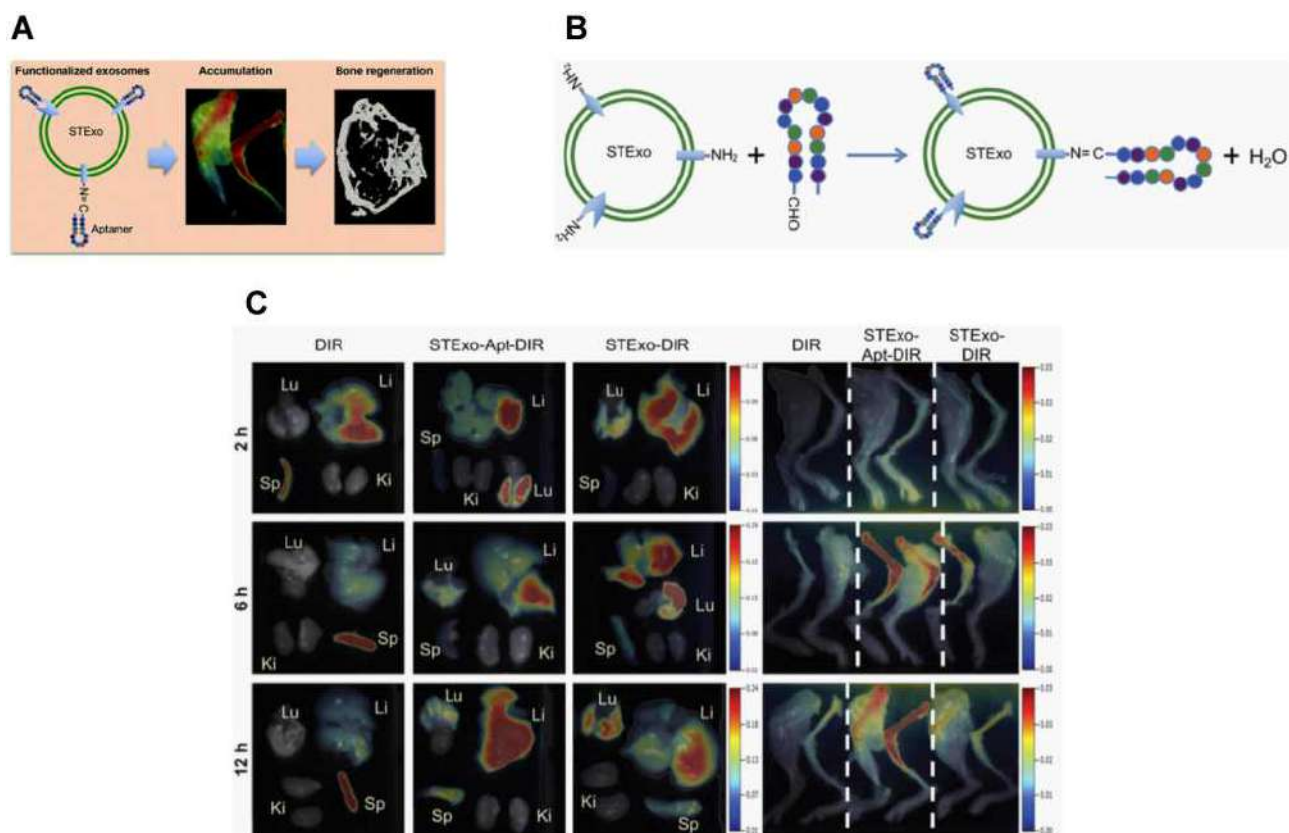 A
Functionalized exosomes
Accumulation
Bone regeneration
STExo
N=C
Aptamer
B
NH₂
STExo
NH₂
NH₂
+
CHO
STExo
N=C
+ H₂O
C
DIR
STExo-Apt-DIR
STExo-DIR
DIR
STExo-
Apt-DIR
STExo-
DIR
2 h
Lu
Li
Sp
Ki
Li
Sp
Ki
Lu
Lu
Li
Sp
Ki
6 h
Lu
Li
Ki
Sp
Lu
Li
Sp
Ki
Li
Lu
Sp
Ki
12 h
Lu
Li
Ki
Sp
Lu
Li
Sp
Ki
Lu
Li
Ki
Sp